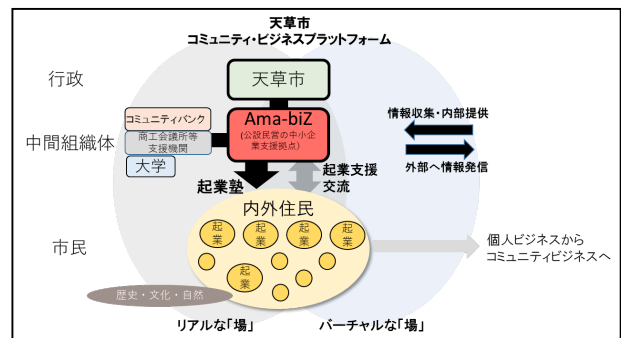 天草市
コミュニティ・ビジネスプラットフォーム
行政
天草市
コミュニティバンク
商工会議所等
支援機関
大学
中間組織体
Ama-biZ
(公設民営の中小企
業支援拠点)
情報収集・内部提供
外部へ情報発信
起業塾
起業支援
交流
内外住民
起
業
起
業
起
業
起
業
起
業
市民
個人ビジネスから
コミュニティビジネスへ
歴史・文化・自然
リアルな「場」
バーチャルな「場」